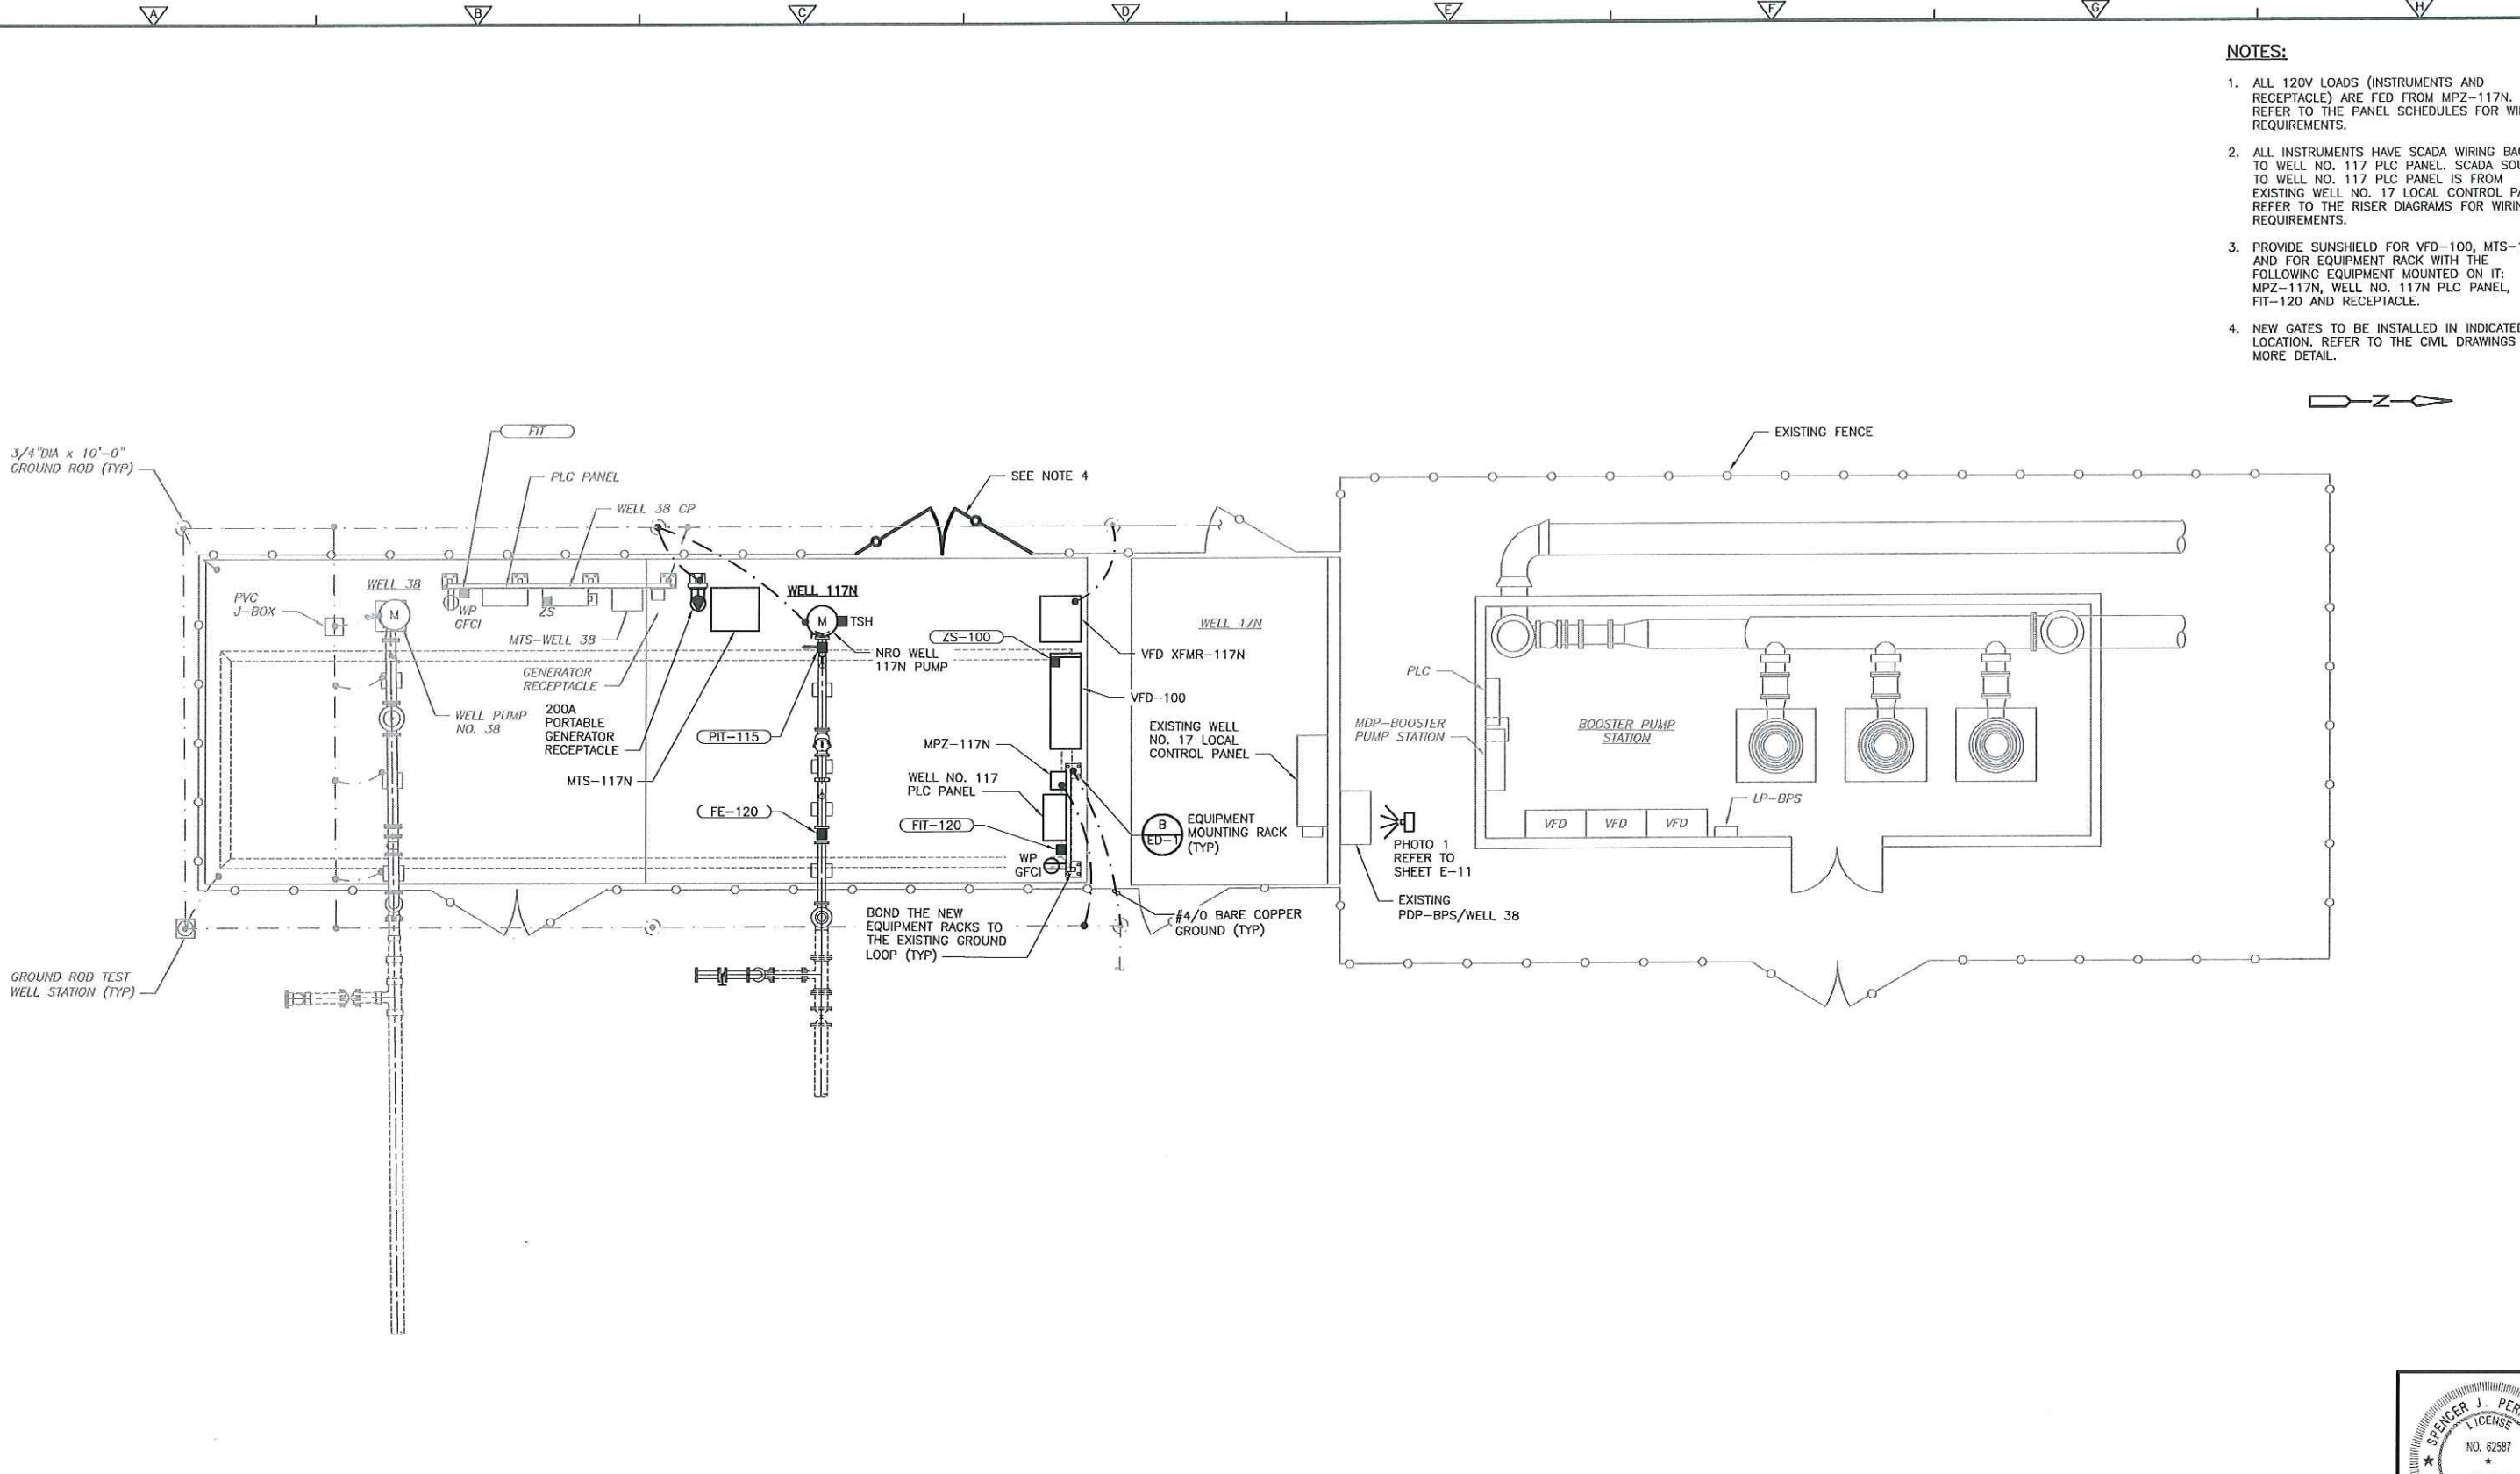 A
B
C
D
E
F
G
H
NOTES:
1. ALL 120V LOADS (INSTRUMENTS AND
RECEPTACLE) ARE FED FROM MPZ-117N.
REFER TO THE PANEL SCHEDULES FOR
REQUIREMENTS.
2. ALL INSTRUMENTS HAVE SCADA WIRING
TO WELL NO. 117 PLC PANEL. SCADA
TO WELL NO. 117 PLC PANEL IS FROM
EXISTING WELL NO. 17 LOCAL CONTROL
REFER TO THE RISER DIAGRAMS FOR
REQUIREMENTS.
3. PROVIDE SUNSHIELD FOR VFD-100,
AND FOR EQUIPMENT RACK WITH THE
FOLLOWING EQUIPMENT MOUNTED ON IT:
MPZ-117N, WELL NO. 117N PLC PANEL,
FIT-120 AND RECEPTACLE.
4. NEW GATES TO BE INSTALLED IN
LOCATION. REFER TO THE CIVIL DRAWINGS
MORE DETAIL.
N
3/4"DIA x 10'-0"
GROUND ROD (TYP)
FIT
PLC PANEL
WELL 38 CP
SEE NOTE 4
EXISTING FENCE
WELL 38
PVC
J-BOX
M
WP
GFCI
ZS
MTS-WELL 38
GENERATOR
RECEPTACLE
WELL PUMP
NO. 38
200A
PORTABLE
GENERATOR
RECEPTACLE
MTS-117N
WELL 117N
M
TSH
NRO WELL
117N PUMP
PIT-115
FE-120
ZS-100
VFD XFMR-117N
VFD-100
MPZ-117N
WELL NO. 117
PLC PANEL
FIT-120
WP
GFCI
WELL 17N
EXISTING WELL
NO. 17 LOCAL
CONTROL PANEL
B
ED-1
EQUIPMENT
MOUNTING RACK
(TYP)
PLC
MDP-BOOSTER
PUMP STATION
BOOSTER PUMP
STATION
VFD
VFD
VFD
LP-BPS
PHOTO 1
REFER TO
SHEET E-11
EXISTING
PDP-BPS/WELL 38
BOND THE NEW
EQUIPMENT RACKS TO
THE EXISTING GROUND
LOOP (TYP)
#4/0 BARE COPPER
GROUND (TYP)
GROUND ROD TEST
WELL STATION (TYP)
SPENCER J.
LICENSE
NO. 62587